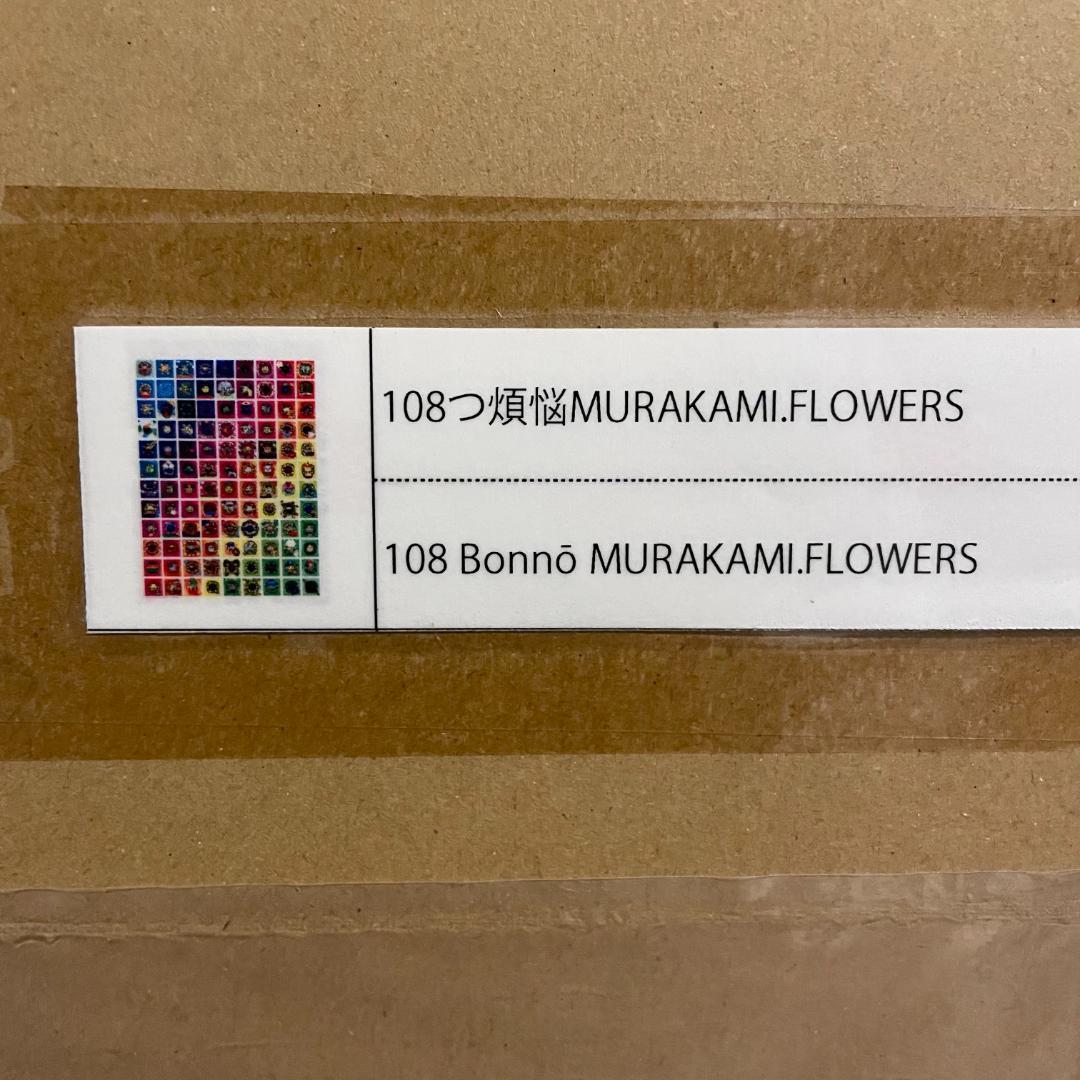 108つ煩悩MURAKAMI.FLOWERS
108 Bonnō MURAKAMI.FLOWERS